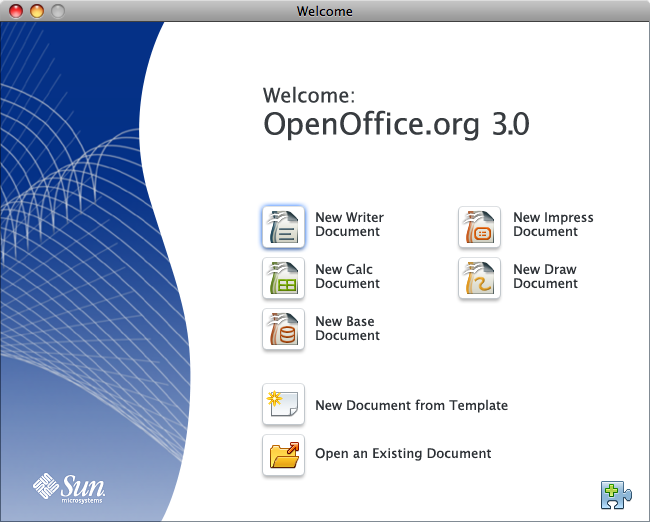 Welcome
Welcome:
OpenOffice.org 3.0
New Writer
Document
New Impress
Document
New Calc
Document
New Draw
Document
New Base
Document
New Document from Template
Open an Existing Document
Sun
microsystems